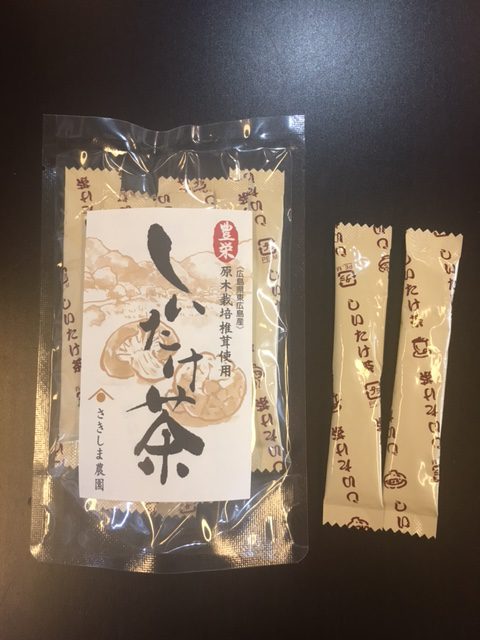 豊栄
(広島県東広島産)
原木栽培椎茸使用
しいたけ茶
さきしま農園
しいたけ茶
しいたけ茶